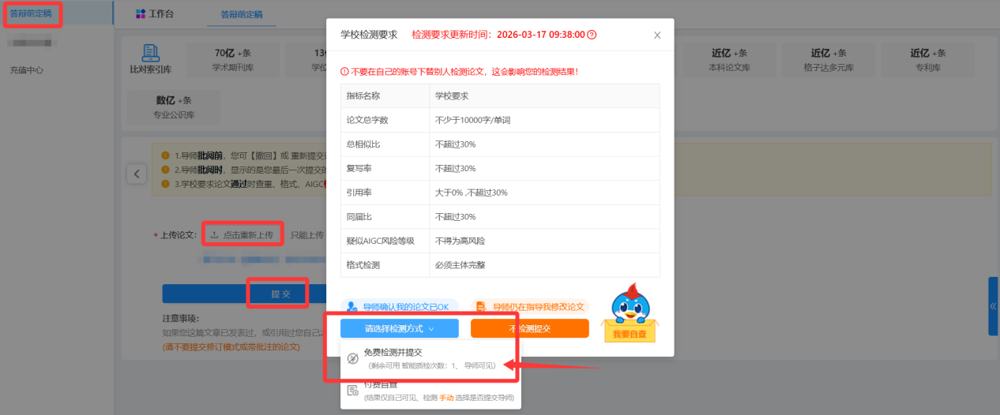 答辩前定稿
充值中心
工作台
答辩前定稿
比对索引库
70亿 +条
学术期刊库
13
学位
近亿 +条
本科论文库
近亿 +条
格子达多元库
近亿 +条
专利库
数亿 +条
专业公识库
1.导师批阅前，您可【撤回】或 重新提交
2.导师批阅时，显示的是您最后一次提交的
3.学校要求论文通过时查重、格式、AIGC
* 上传论文： 点击重新上传 只能上传
提 交
注意事项：
如果您这篇文章已发表过，或引用过您自己之
(请不要提交修订模式或带批注的论文)
学校检测要求 检测要求更新时间：2026-03-17 09:38:00
不要在自己的账号下替别人检测论文，这会影响您的检测结果！
指标名称 学校要求
论文总字数 不少于10000字/单词
总相似比 不超过30%
复写率 不超过30%
引用率 大于0% ,不超过30%
同届比 不超过30%
疑似AIGC风险等级 不得为高风险
格式检测 必须主体完整
导师确认我的论文已OK 导师仍在指导我修改论文
请选择检测方式 不检测提交
我要自查
免费检测并提交
(剩余可用 智能质检次数：1、 导师可见)
付费自查
(结果仅自己可见，检测 手动 选择是否提交导师)